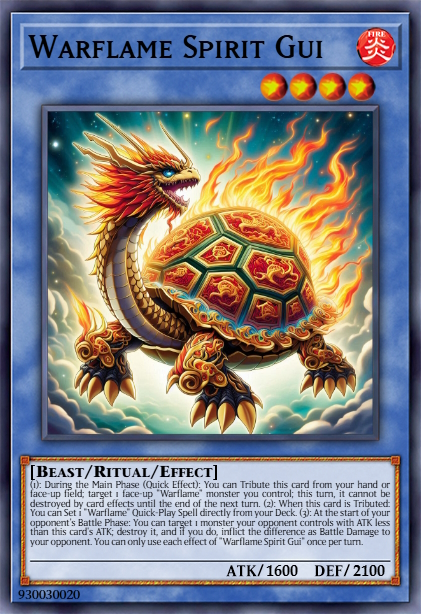 Warflame Spirit Gui
FIRE
炎
[Beast/Ritual/Effect]
(1): During the Main Phase (Quick Effect): You can Tribute this card from your hand or
face-up field; target 1 face-up "Warflame" monster you control; this turn, it cannot be
destroyed by card effects until the end of the next turn. (2): When this card is Tributed:
You can Set 1 "Warflame" Quick-Play Spell directly from your Deck. (3): At the start of your
opponent's Battle Phase: You can target 1 monster your opponent controls with ATK less
than this card's ATK; destroy it, and if you do, inflict the difference as Battle Damage to
your opponent. You can only use each effect of "Warflame Spirit Gui" once per turn.
ATK/1600 DEF/2100
930030020